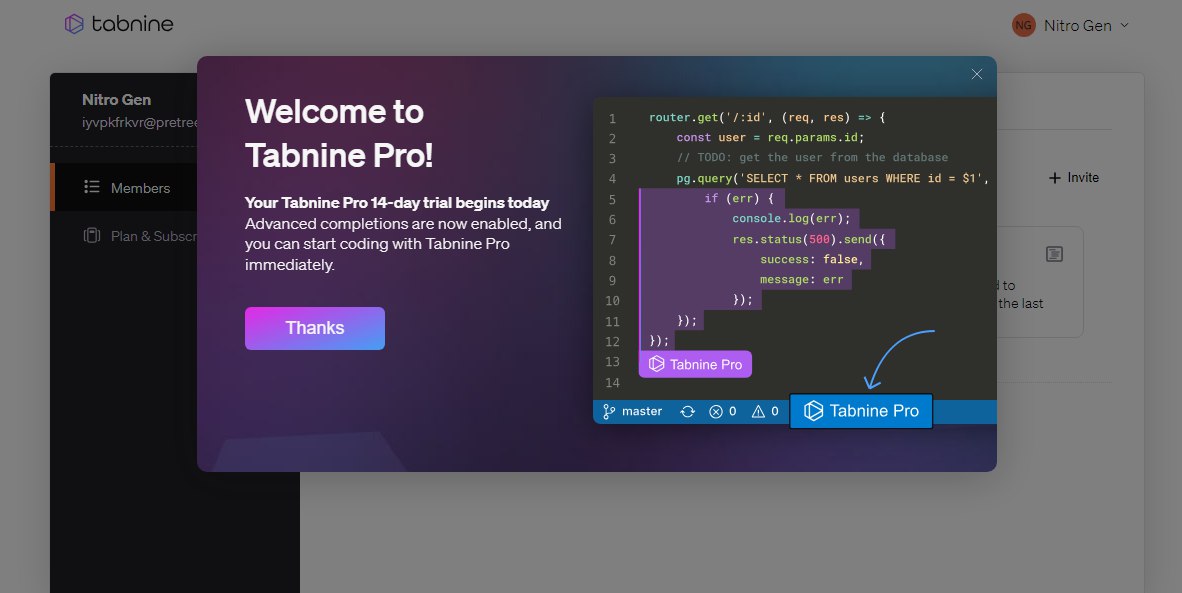 tabnine
NG Nitro Gen
Nitro Gen
iyvpkfrkvr@pretree
Members
Plan & Subscr
Invite
d to
the last
Welcome to
Tabnine Pro!
Your Tabnine Pro 14-day trial begins today
Advanced completions are now enabled, and
you can start coding with Tabnine Pro
immediately.
Thanks
1 router.get('/:id', (req, res) => {
2 const user = req.params.id;
3 // TODO: get the user from the database
4 pg.query('SELECT * FROM users WHERE id = $1',
5 if (err) {
6 console.log(err);
7 res.status(500).send({
8 success: false,
9 message: err
10 });
11 });
12 });
13 Tabnine Pro
14
master 0 0 Tabnine Pro